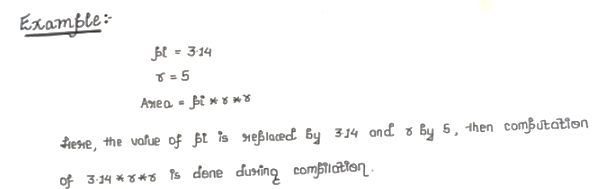 Example:-
pi = 3.14
r = 5
Area = pi * r * r
Here, the value of pi is replaced by 3.14 and r by 5, then computation
of 3.14 * r * r is done during compilation.